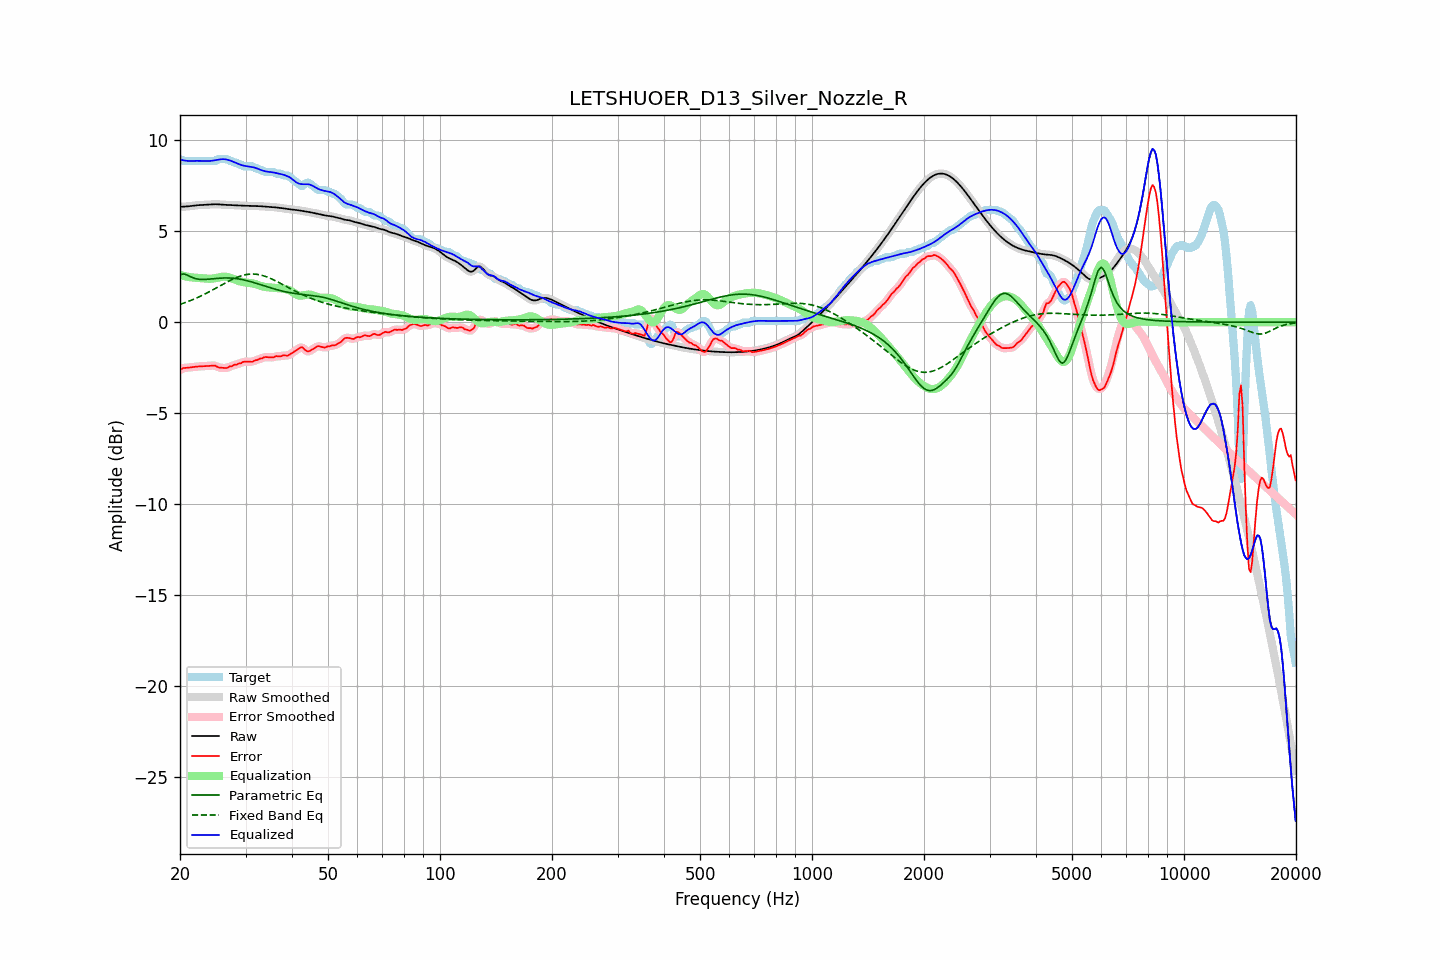 LETSHUOER_D13_Silver_Nozzle_R
10
5
0
−5
−10
−15
−20
−25
Amplitude (dBr)
Target
Raw Smoothed
Error Smoothed
Raw
Error
Equalization
Parametric Eq
Fixed Band Eq
Equalized
20 50 100 200 500 1000 2000 5000 10000 20000
Frequency (Hz)